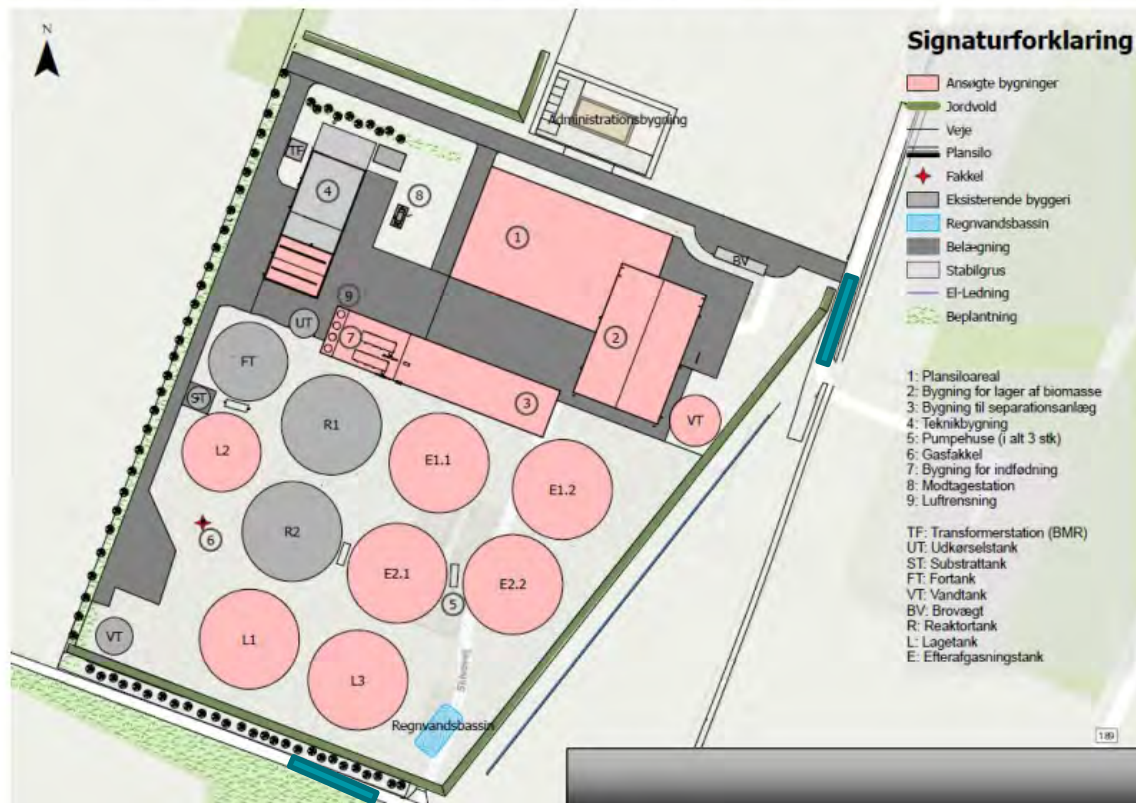 N
Administrationsbygning
TF
4
8
1
BV
9
UT
7
2
FT
ST
3
VT
R1
L2
E1.1
E1.2
6
R2
E2.1
E2.2
5
VT
L1
L3
Regnvandsbassin
189
Signaturforklaring
Ansøgte bygninger
Jordvold
Veje
Plansilo
Fakkel
Eksisterende byggeri
Regnvandsbassin
Belægning
Stabilgrus
El-Ledning
Beplantning
1: Plansiloareal
2: Bygning for lager af biomasse
3: Bygning til separationsanlæg
4: Teknikbygning
5: Pumpehuse (i alt 3 stk)
6: Gasfakkel
7: Bygning for indfødning
8: Modtagestation
9: Luftrensning
TF: Transformerstation (BMR)
UT: Udkørselstank
ST: Substrattank
FT: Fortank
VT: Vandtank
BV: Brovægt
R: Reaktortank
L: Lagetank
E: Efterafgasningstank